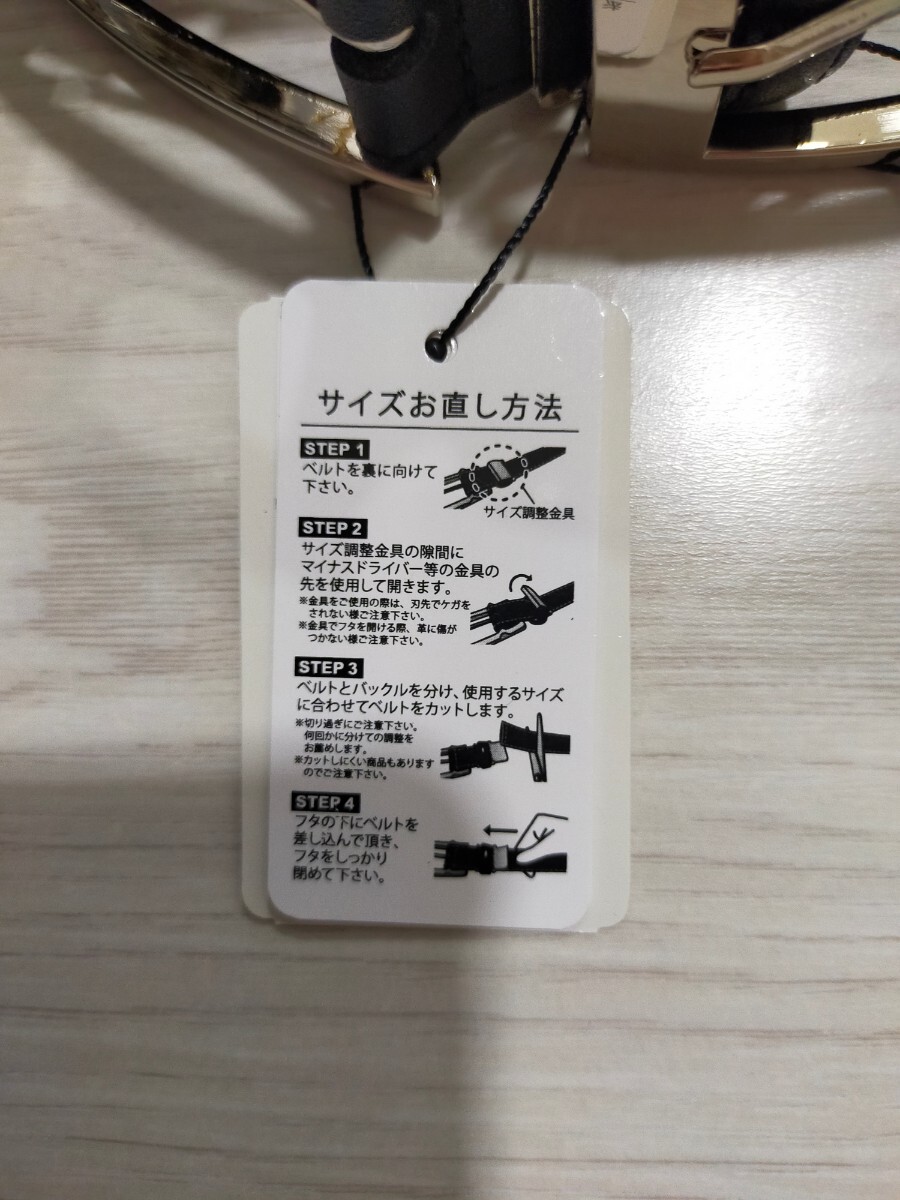 サイズお直し方法
STEP 1
ベルトを裏に向けて
下さい。
サイズ調整金具
STEP 2
サイズ調整金具の隙間に
マイナスドライバー等の金具の
先を使用して開きます。
※金具をご使用の際は、刃先でケガを
されない様ご注意下さい。
※金具でフタを開ける際、革に傷が
つかない様ご注意下さい。
STEP 3
ベルトとバックルを分け、使用するサイズ
に合わせてベルトをカットします。
※切り過ぎにご注意下さい。
何回かに分けての調整を
お薦めします。
※カットしにくい商品もあります
のでご注意下さい。
STEP 4
フタの下にベルトを
差し込んで頂き、
フタをしっかり
閉めて下さい。